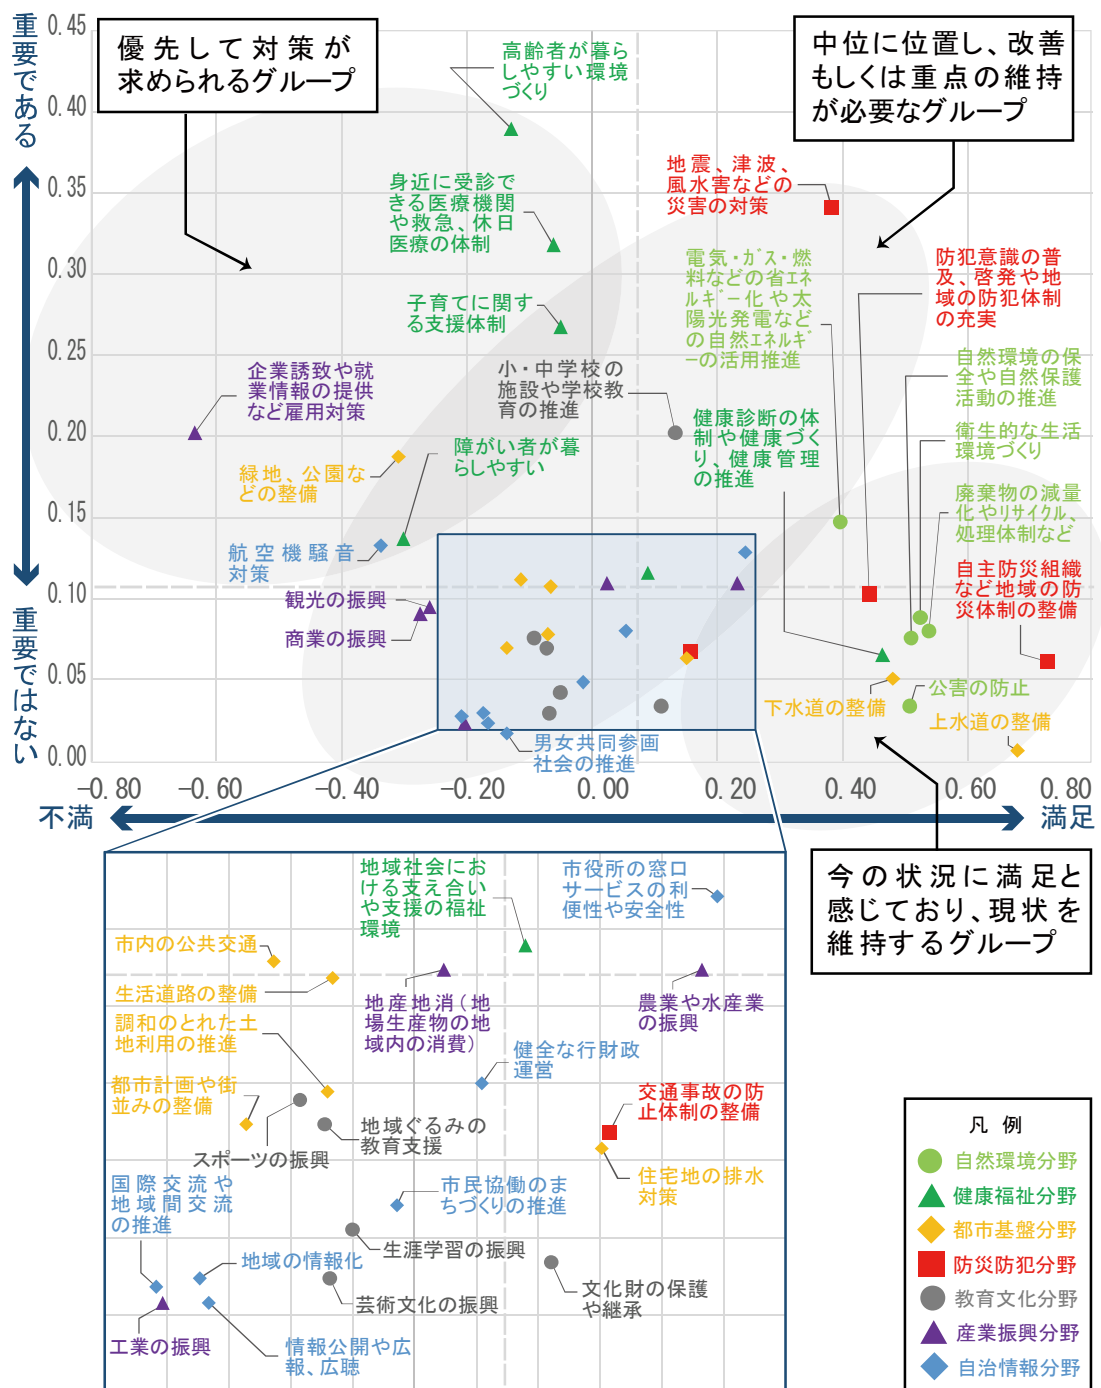 重要である
重要ではない
0.45
0.40
0.35
0.30
0.25
0.20
0.15
0.10
0.05
0.00
優先して対策が
求められるグループ
高齢者が暮ら
しやすい環境
づくり
中位に位置し、改善
もしくは重点の維持
が必要なグループ
身近に受診で
きる医療機関
や救急、休日
医療の体制
地震、津波、
風水害などの
災害の対策
電気・ガス・燃
料などの省エネ
ルギー化や太
陽光発電など
の自然エネルギ
ーの活用推進
防犯意識の普
及、啓発や地
域の防犯体制
の充実
子育てに関す
る支援体制
自然環境の保
全や自然保護
活動の推進
企業誘致や就
業情報の提供
など雇用対策
小・中学校の
施設や学校教
育の推進
健康診断の体
制や健康づく
り、健康管理
の推進
衛生的な生活
環境づくり
障がい者が暮
らしやすい
緑地、公園な
どの整備
廃棄物の減量
化やリサイクル、
処理体制など
航空機騒音
対策
自主防災組織
など地域の防
災体制の整備
観光の振興
商業の振興
公害の防止
下水道の整備
上水道の整備
男女共同参画
社会の推進
−0.80
−0.60
−0.40
−0.20
0.00
0.20
0.40
0.60
0.80
不満
満足
今の状況に満足と
感じており、現状を
維持するグループ
地域社会にお
ける支え合い
や支援の福祉
環境
市役所の窓口
サービスの利
便性や安全性
市内の公共交通
生活道路の整備
地産地消（地
場生産物の地
域内の消費）
農業や水産業
の振興
調和のとれた土
地利用の推進
健全な行財政
運営
都市計画や街
並みの整備
交通事故の防
止体制の整備
地域ぐるみの
教育支援
スポーツの振興
住宅地の排水
対策
国際交流や
地域間交流
の推進
市民協働のま
ちづくりの推進
生涯学習の振興
地域の情報化
文化財の保護
や継承
芸術文化の振興
工業の振興
情報公開や広
報、広聴
凡例
自然環境分野
健康福祉分野
都市基盤分野
防災防犯分野
教育文化分野
産業振興分野
自治情報分野